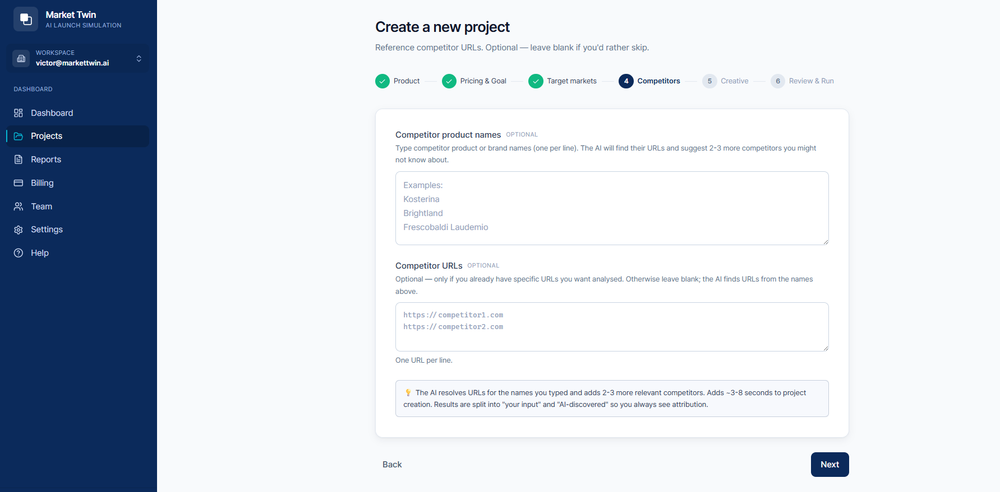 Market Twin
AI LAUNCH SIMULATION
WORKSPACE
victor@markettwin.ai
DASHBOARD
Dashboard
Projects
Reports
Billing
Team
Settings
Help
Create a new project
Reference competitor URLs. Optional — leave blank if you'd rather skip.
Product
Pricing & Goal
Target markets
4 Competitors
5 Creative
6 Review & Run
Competitor product names OPTIONAL
Type competitor product or brand names (one per line). The AI will find their URLs and suggest 2-3 more competitors you might
not know about.
Examples:
Kosterina
Brightland
Frescobaldi Laudemio
Competitor URLs OPTIONAL
Optional — only if you already have specific URLs you want analysed. Otherwise leave blank; the AI finds URLs from the names
above.
https://competitor1.com
https://competitor2.com
One URL per line.
💡 The AI resolves URLs for the names you typed and adds 2-3 more relevant competitors. Adds ~3-8 seconds to project
creation. Results are split into "your input" and "AI-discovered" so you always see attribution.
Back
Next